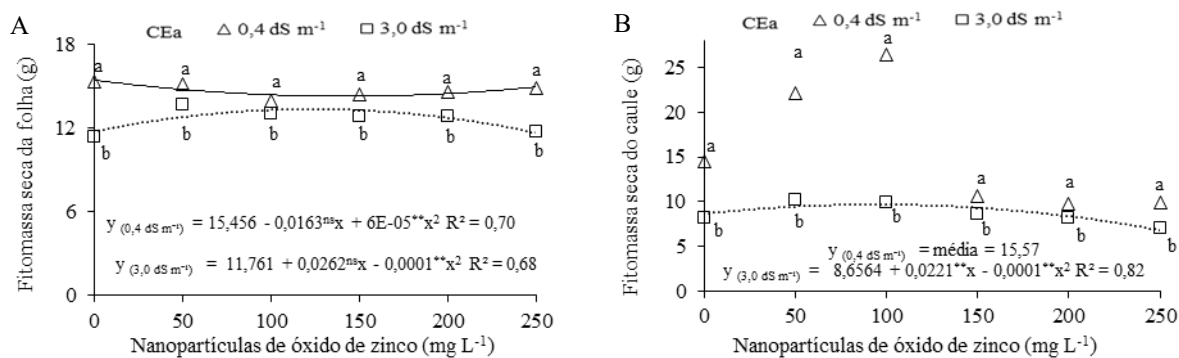 A
CEa △ 0,4 dS m⁻¹ □ 3,0 dS m⁻¹
Fitomassa seca da folha (g)
18
12
6
0
a a a a a a
b b b b b b
y (0,4 dS m⁻¹) = 15,456 - 0,0163ⁿˢx + 6E-05**x² R² = 0,70
y (3,0 dS m⁻¹) = 11,761 + 0,0262ⁿˢx - 0,0001**x² R² = 0,68
0 50 100 150 200 250
Nanopartículas de óxido de zinco (mg L⁻¹)
B
CEa △ 0,4 dS m⁻¹ □ 3,0 dS m⁻¹
Fitomassa seca do caule (g)
25
20
15
10
5
0
a a a a a a
b b b b b b
y (0,4 dS m⁻¹) = média = 15,57
y (3,0 dS m⁻¹) = 8,6564 + 0,0221**x - 0,0001**x² R² = 0,82
0 50 100 150 200 250
Nanopartículas de óxido de zinco (mg L⁻¹)